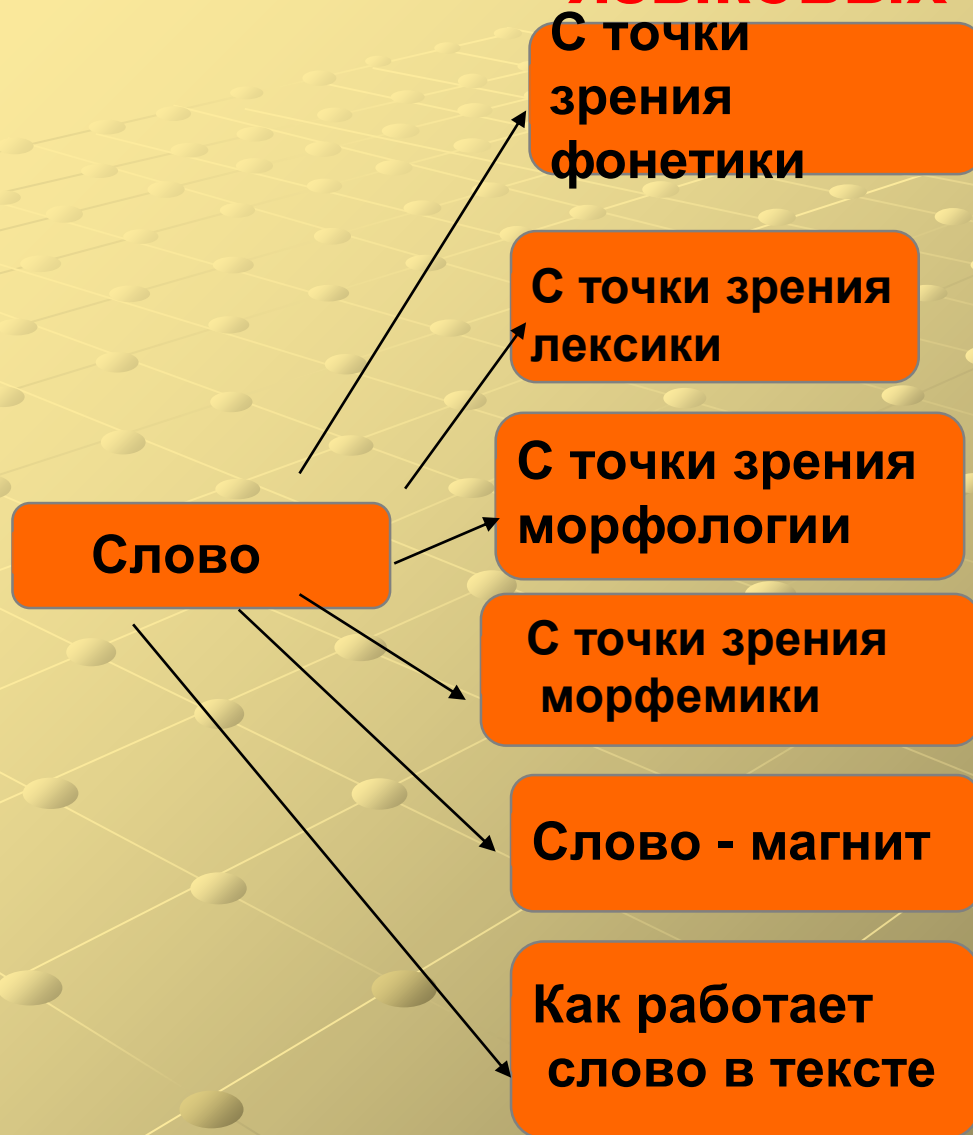 С точки
зрения
фонетики
С точки зрения
лексики
С точки зрения
морфологии
Слово
С точки зрения
морфемики
Слово - магнит
Как работает
слово в тексте